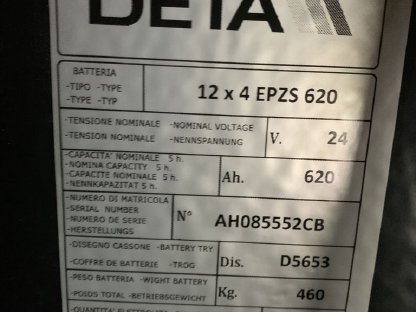 DETA
BATTERIA
-TIPO -TYPE
-TYPE -TYP
12 x 4 EPZS 620
-TENSIONE NOMINALE -NOMINAL VOLTAGE
-TENSION NOMINALE -NENNSPANNUNG
V. 24
-CAPACITA' NOMINALE 5 h.
-NOMINA CAPACITY 5 h.
-CAPACITE NOMINALE 5 h.
-NENNKAPAZITAT 5 h.
Ah. 620
-NUMERO DI MATRICOLA
-SERIAL NUMBER
-NUMERO DE SERIE
-HERSTELLUNGS
N° AH085552CB
-DISEGNO CASSONE -BATTERY TRY
-COFFRE DE BATTERIE -TROG
Dis. D5653
-PESO BATTERIA -WIGHT BATTERY
-POIDS TOTAL -BETRIEBSGEWICHT
Kg. 460